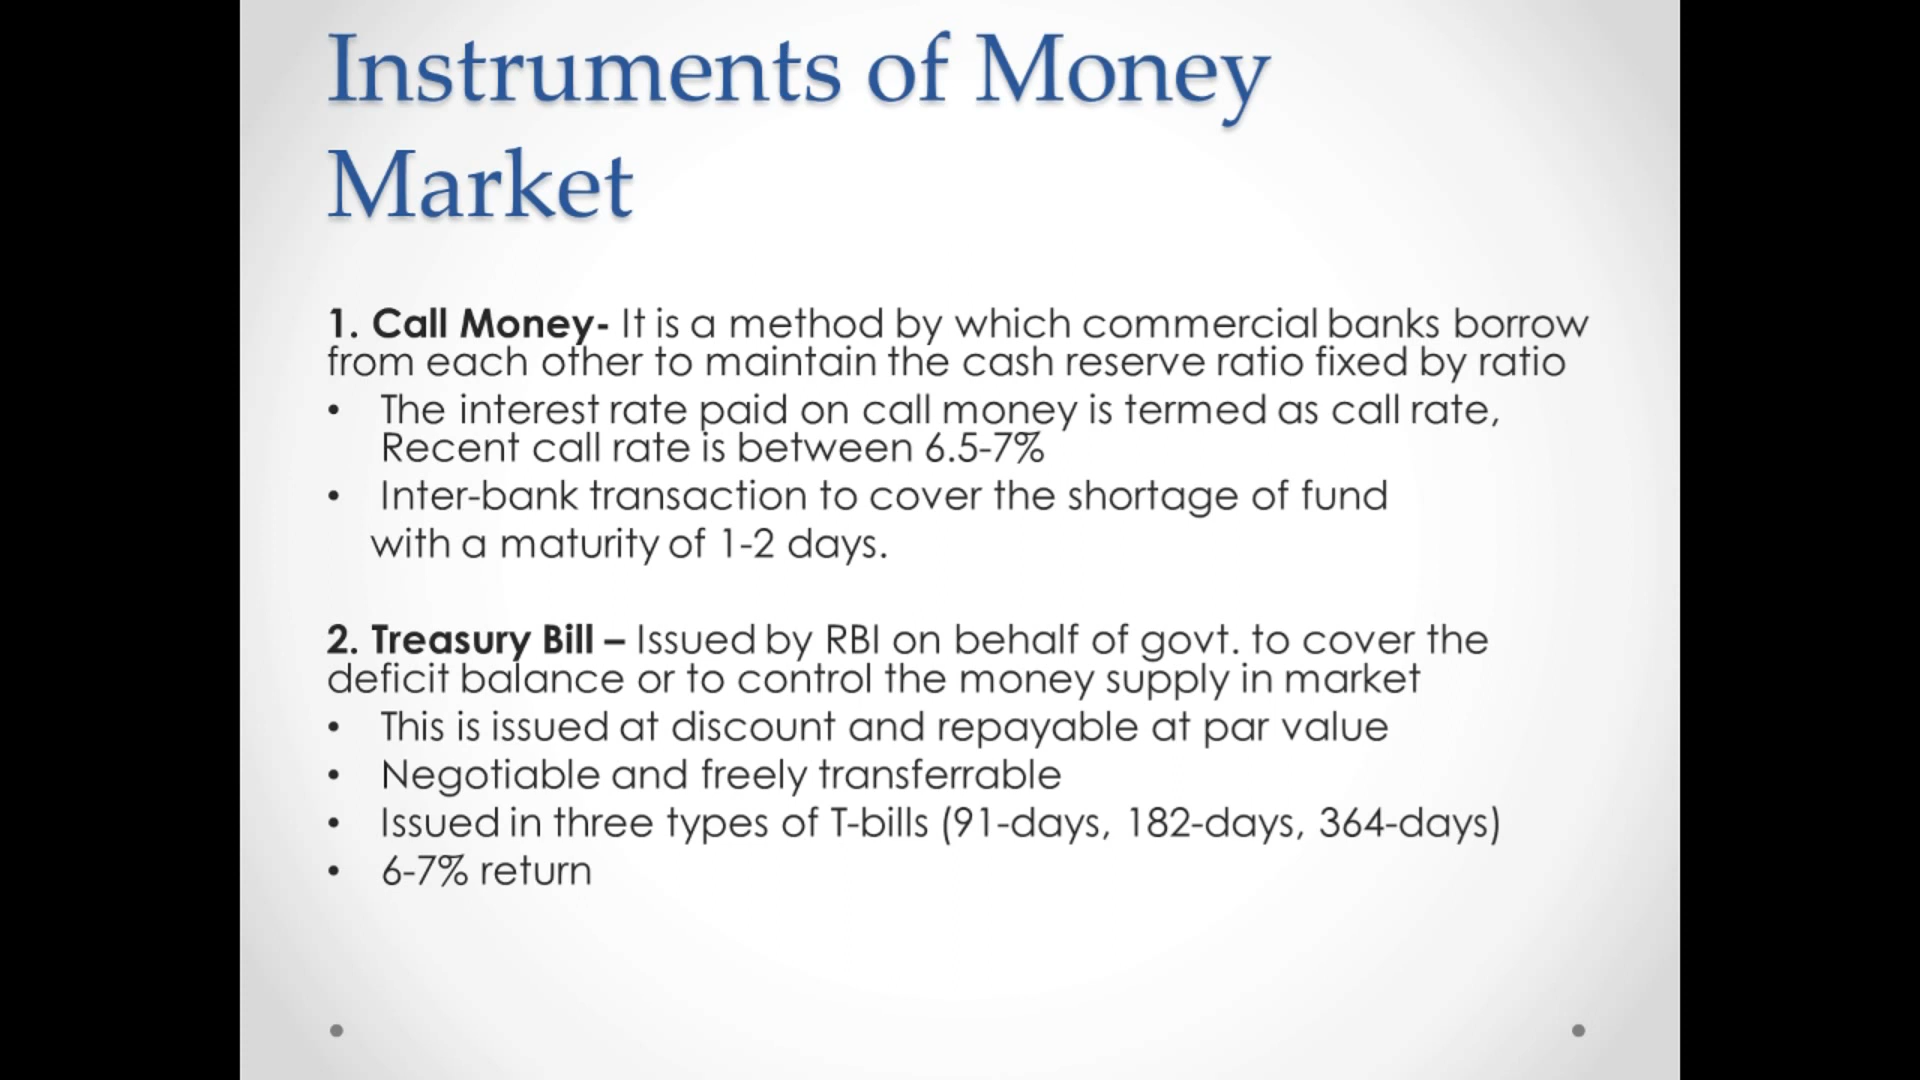 Instruments of Money
Market
1. Call Money- It is a method by which commercial banks borrow
from each other to maintain the cash reserve ratio fixed by ratio
• The interest rate paid on call money is termed as call rate,
Recent call rate is between 6.5-7%
• Inter-bank transaction to cover the shortage of fund
with a maturity of 1-2 days.
2. Treasury Bill – Issued by RBI on behalf of govt. to cover the
deficit balance or to control the money supply in market
• This is issued at discount and repayable at par value
• Negotiable and freely transferrable
• Issued in three types of T-bills (91-days, 182-days, 364-days)
• 6-7% return